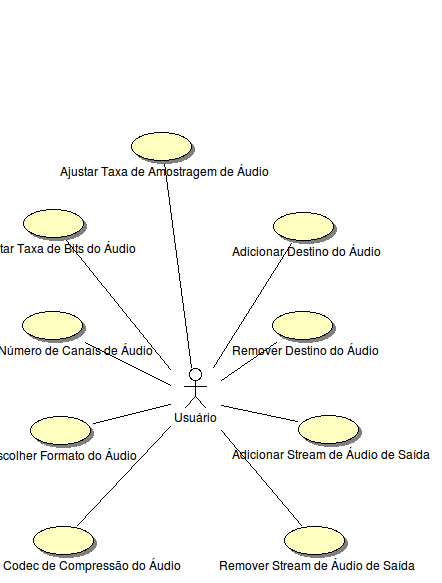 Ajustar Taxa de Amostragem de Áudio
tar Taxa de Bits do Áudio
Adicionar Destino do Áudio
Número de Canais de Áudio
Remover Destino do Áudio
Usuário
scolher Formato do Áudio
Adicionar Stream de Áudio de Saída
Codec de Compressão do Áudio
Remover Stream de Áudio de Saída